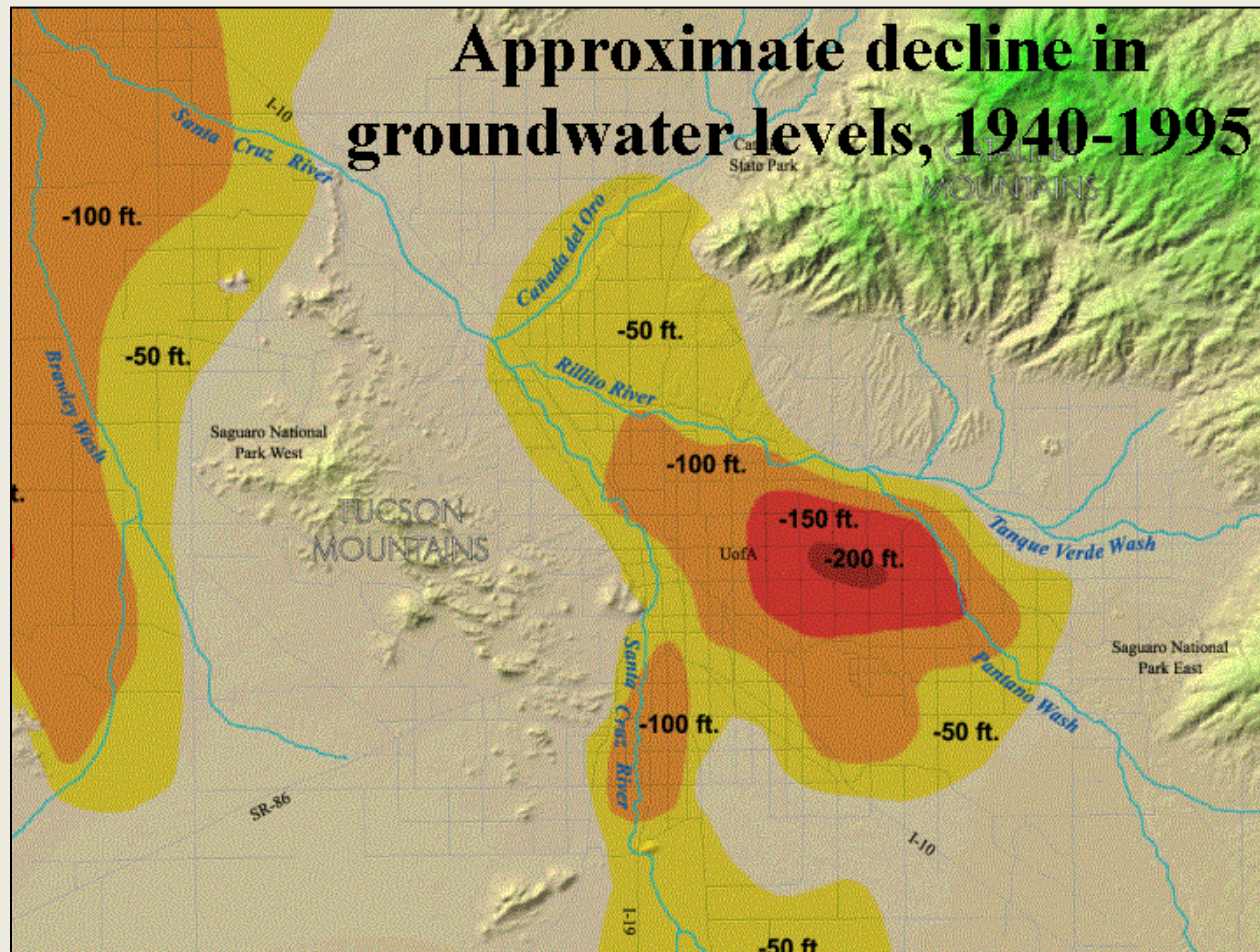 Approximate decline in
groundwater levels, 1940-1995
I-10
Santa Cruz River
State Park
MOUNTAINS
-100 ft.
Canada del Oro
-50 ft.
-50 ft.
Brawley Wash
Rillito River
Saguaro National
Park West
-100 ft.
t.
TUCSON
MOUNTAINS
-150 ft.
UofA
-200 ft.
Tanque Verde Wash
Santa Cruz River
Pantano Wash
Saguaro National
Park East
-100 ft.
-50 ft.
SR-86
I-10
I-19
-50 ft.